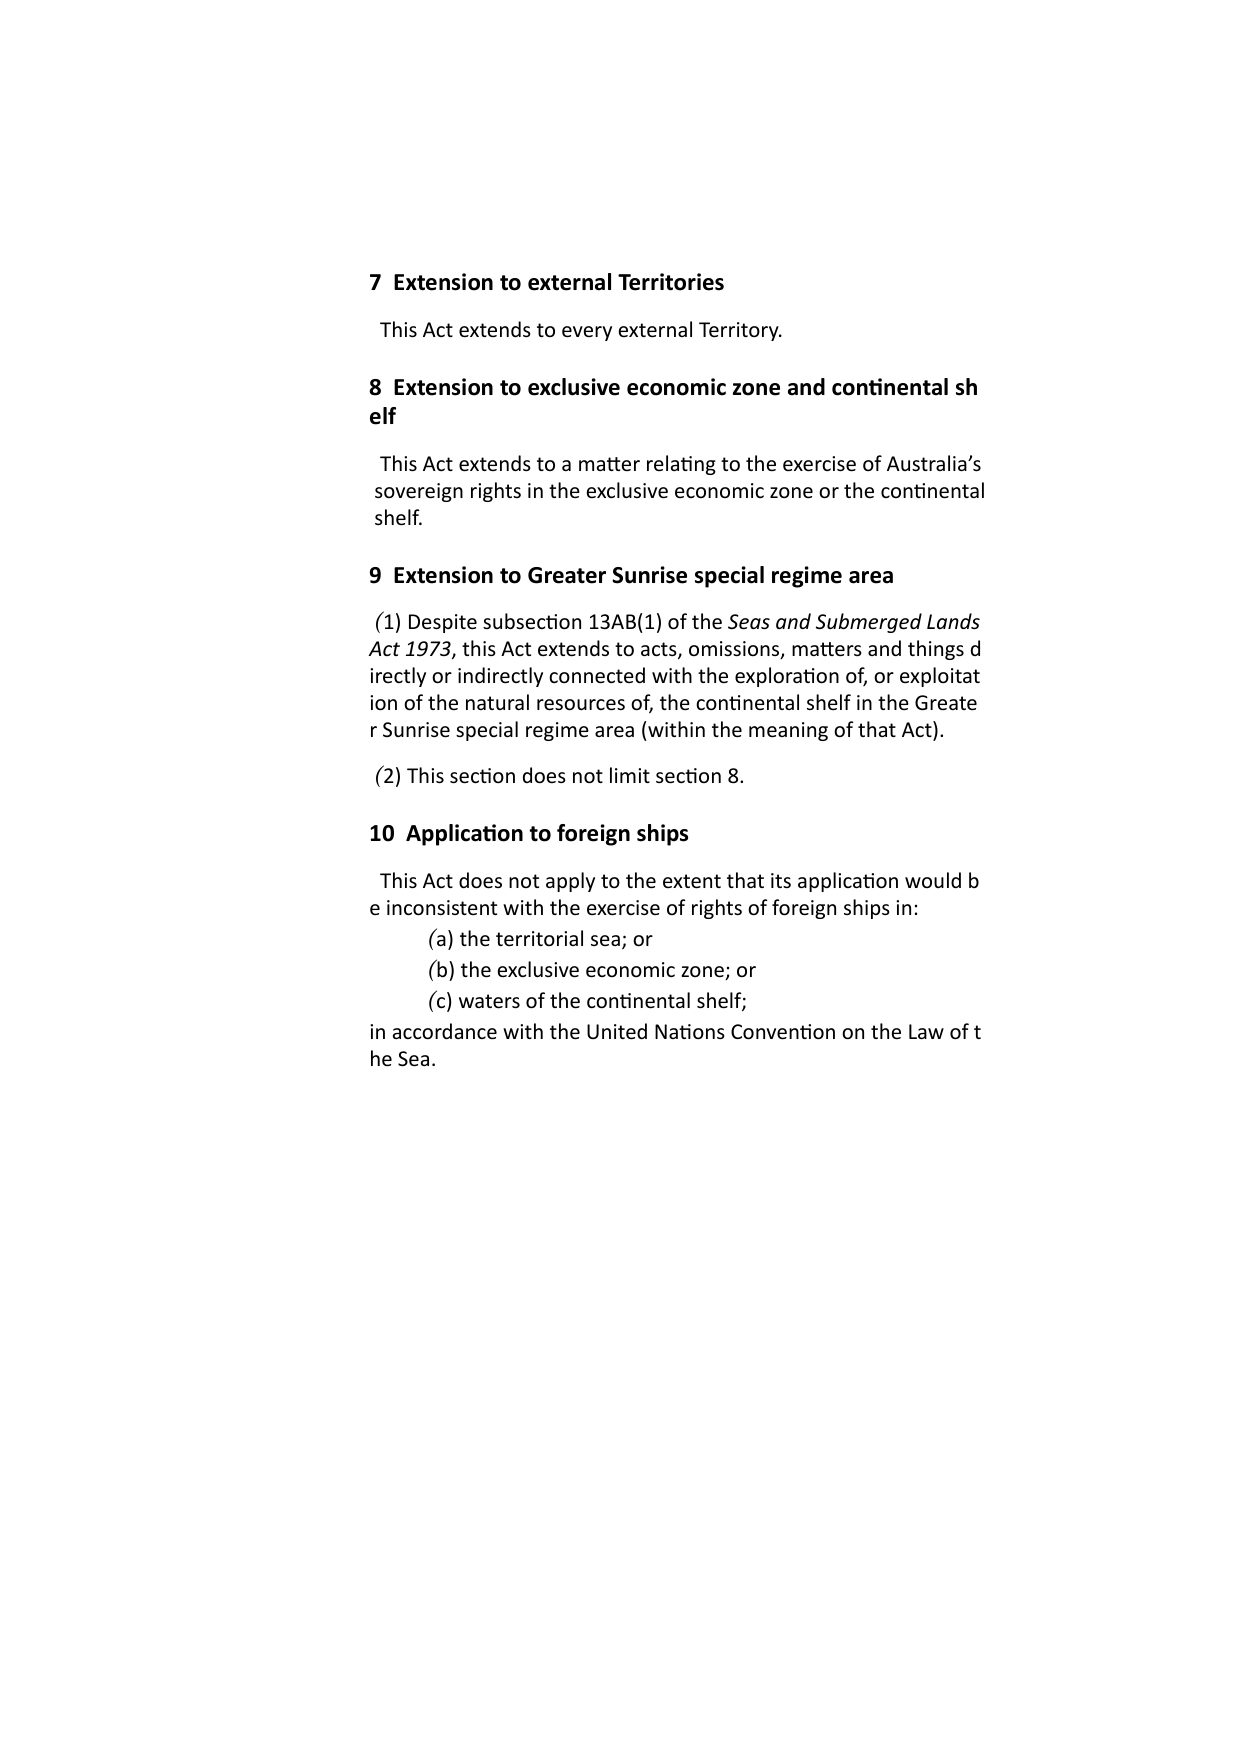 7 Extension to external Territories
This Act extends to every external Territory.
8 Extension to exclusive economic zone and continental sh
elf
This Act extends to a matter relating to the exercise of Australia’s
sovereign rights in the exclusive economic zone or the continental
shelf.
9 Extension to Greater Sunrise special regime area
(1) Despite subsection 13AB(1) of the Seas and Submerged Lands
Act 1973, this Act extends to acts, omissions, matters and things d
irectly or indirectly connected with the exploration of, or exploitat
ion of the natural resources of, the continental shelf in the Greate
r Sunrise special regime area (within the meaning of that Act).
(2) This section does not limit section 8.
10 Application to foreign ships
This Act does not apply to the extent that its application would b
e inconsistent with the exercise of rights of foreign ships in:
(a) the territorial sea; or
(b) the exclusive economic zone; or
(c) waters of the continental shelf;
in accordance with the United Nations Convention on the Law of t
he Sea.